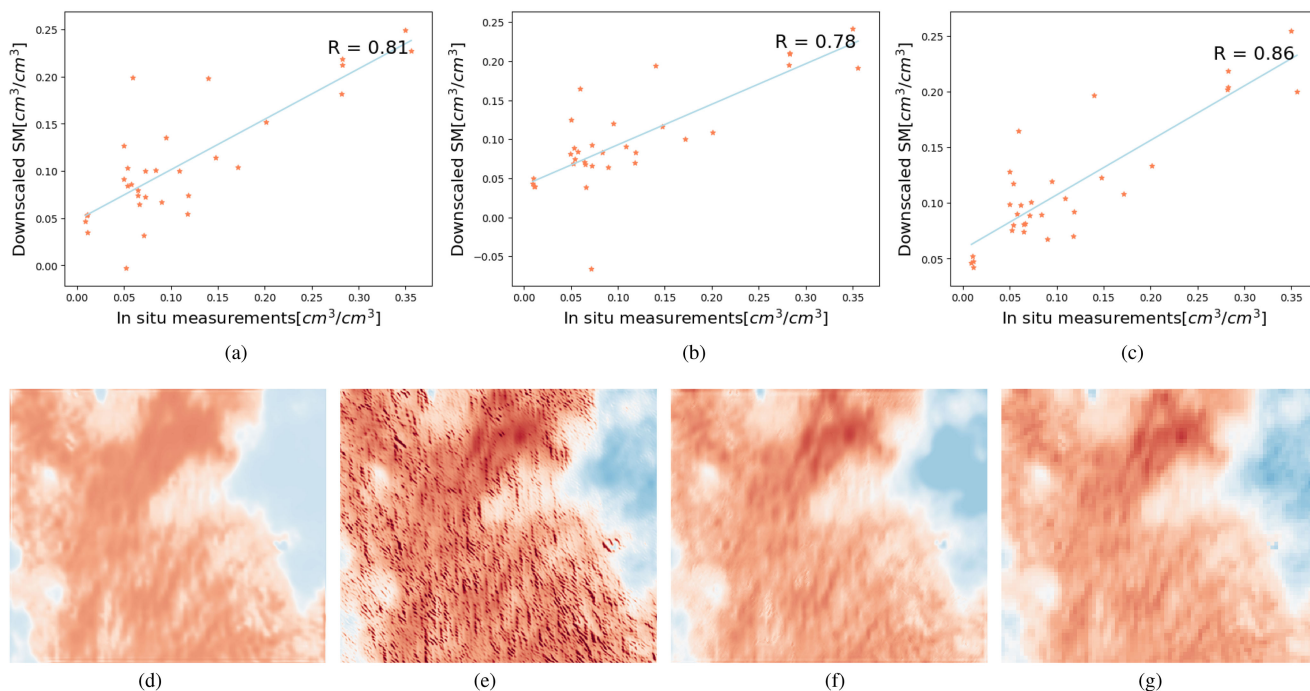 R = 0.81
0.25
0.20
0.15
0.10
0.05
0.00
Downscaled SM[cm³/cm³]
0.00 0.05 0.10 0.15 0.20 0.25 0.30 0.35
In situ measurements[cm³/cm³]
(a)
R = 0.78
0.25
0.20
0.15
0.10
0.05
0.00
−0.05
Downscaled SM[cm³/cm³]
0.00 0.05 0.10 0.15 0.20 0.25 0.30 0.35
In situ measurements[cm³/cm³]
(b)
R = 0.86
0.25
0.20
0.15
0.10
0.05
Downscaled SM[cm³/cm³]
0.00 0.05 0.10 0.15 0.20 0.25 0.30 0.35
In situ measurements[cm³/cm³]
(c)
(d) (e) (f) (g)